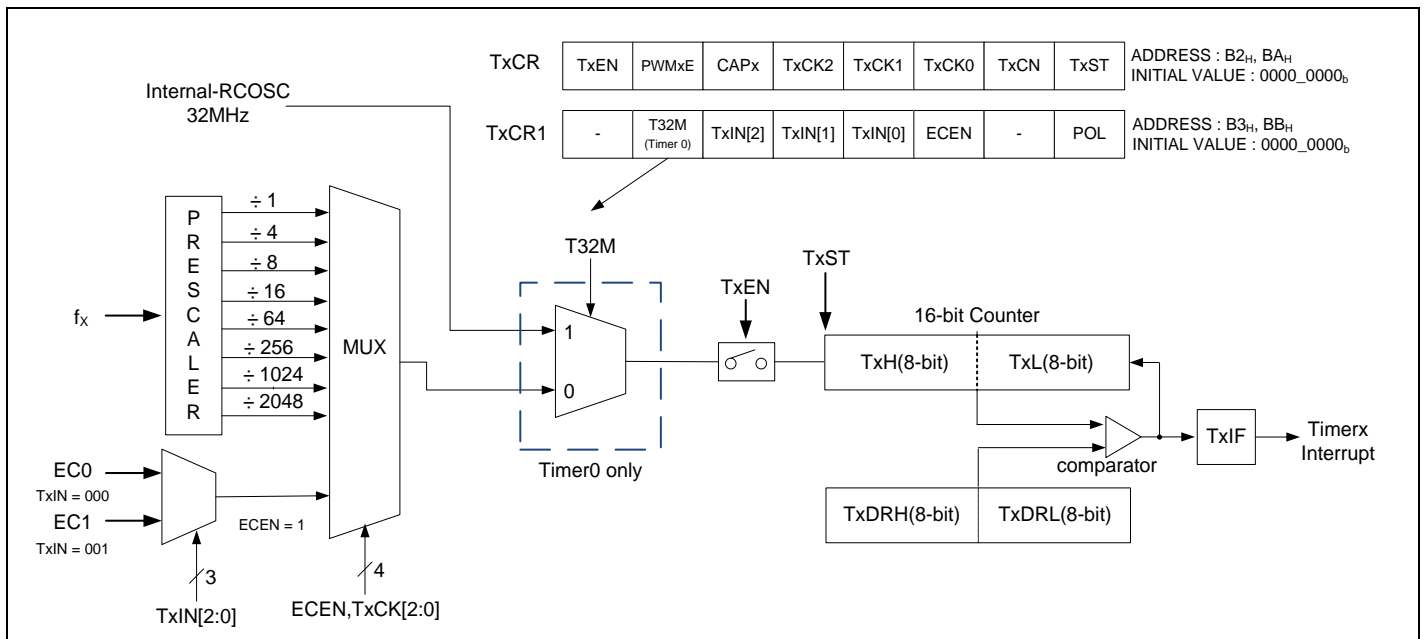 TxCR TxEN PWMxE CAPx TxCK2 TxCK1 TxCK0 TxCN TxST
ADDRESS : B2H, BAH
INITIAL VALUE : 0000_0000b
Internal-RCOSC
32MHz
TxCR1 - T32M (Timer 0) TxIN[2] TxIN[1] TxIN[0] ECEN - POL
ADDRESS : B3H, BBH
INITIAL VALUE : 0000_0000b
fX
PRESCALER
÷ 1
÷ 4
÷ 8
÷ 16
÷ 64
÷ 256
÷ 1024
÷ 2048
MUX
T32M
1
0
Timer0 only
TxEN
TxST
16-bit Counter
TxH(8-bit) TxL(8-bit)
comparator
TxIF
Timerx
Interrupt
TxDRH(8-bit) TxDRL(8-bit)
EC0
TxIN = 000
EC1
TxIN = 001
ECEN = 1
3
TxIN[2:0]
4
ECEN,TxCK[2:0]